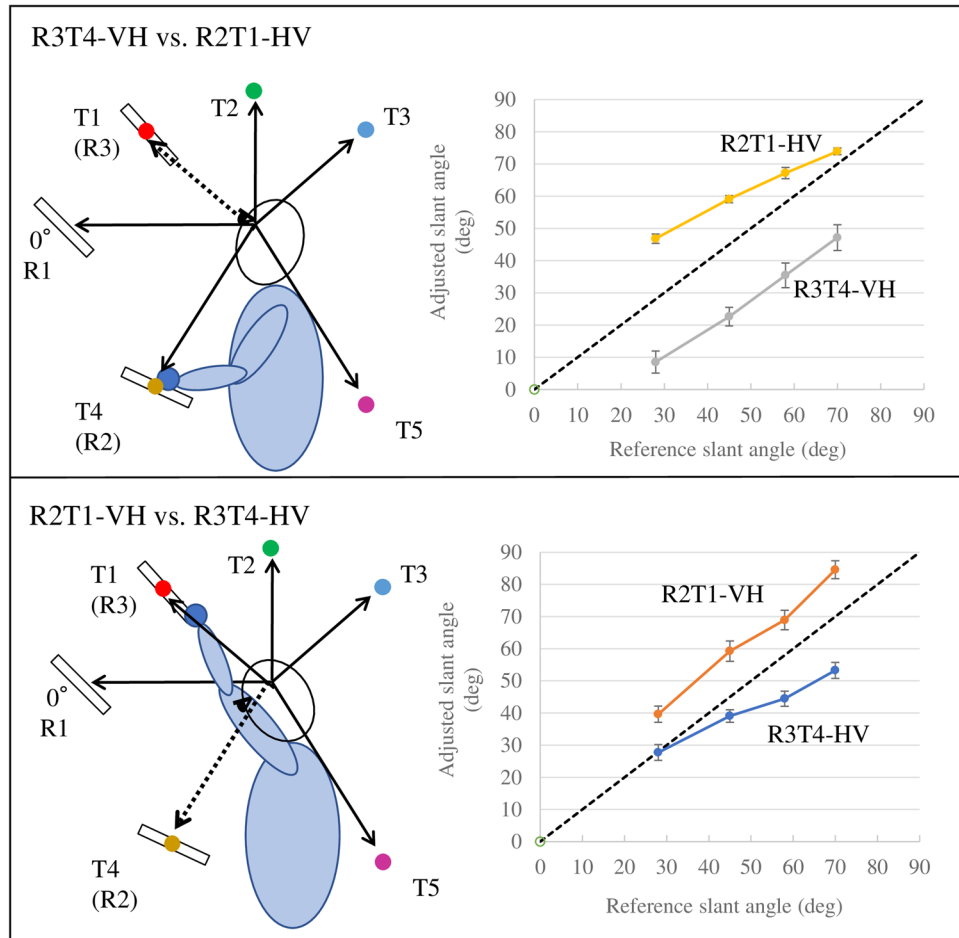 R3T4-VH vs. R2T1-HV
T1
(R3)
T2
T3
0°
R1
T4
(R2)
T5
Adjusted slant angle
(deg)
90
80
70
60
50
40
30
20
10
0
R2T1-HV
R3T4-VH
0 10 20 30 40 50 60 70 80 90
Reference slant angle (deg)
R2T1-VH vs. R3T4-HV
T1
(R3)
T2
T3
0°
R1
T4
(R2)
T5
Adjusted slant angle
(deg)
90
80
70
60
50
40
30
20
10
0
R2T1-VH
R3T4-HV
0 10 20 30 40 50 60 70 80 90
Reference slant angle (deg)